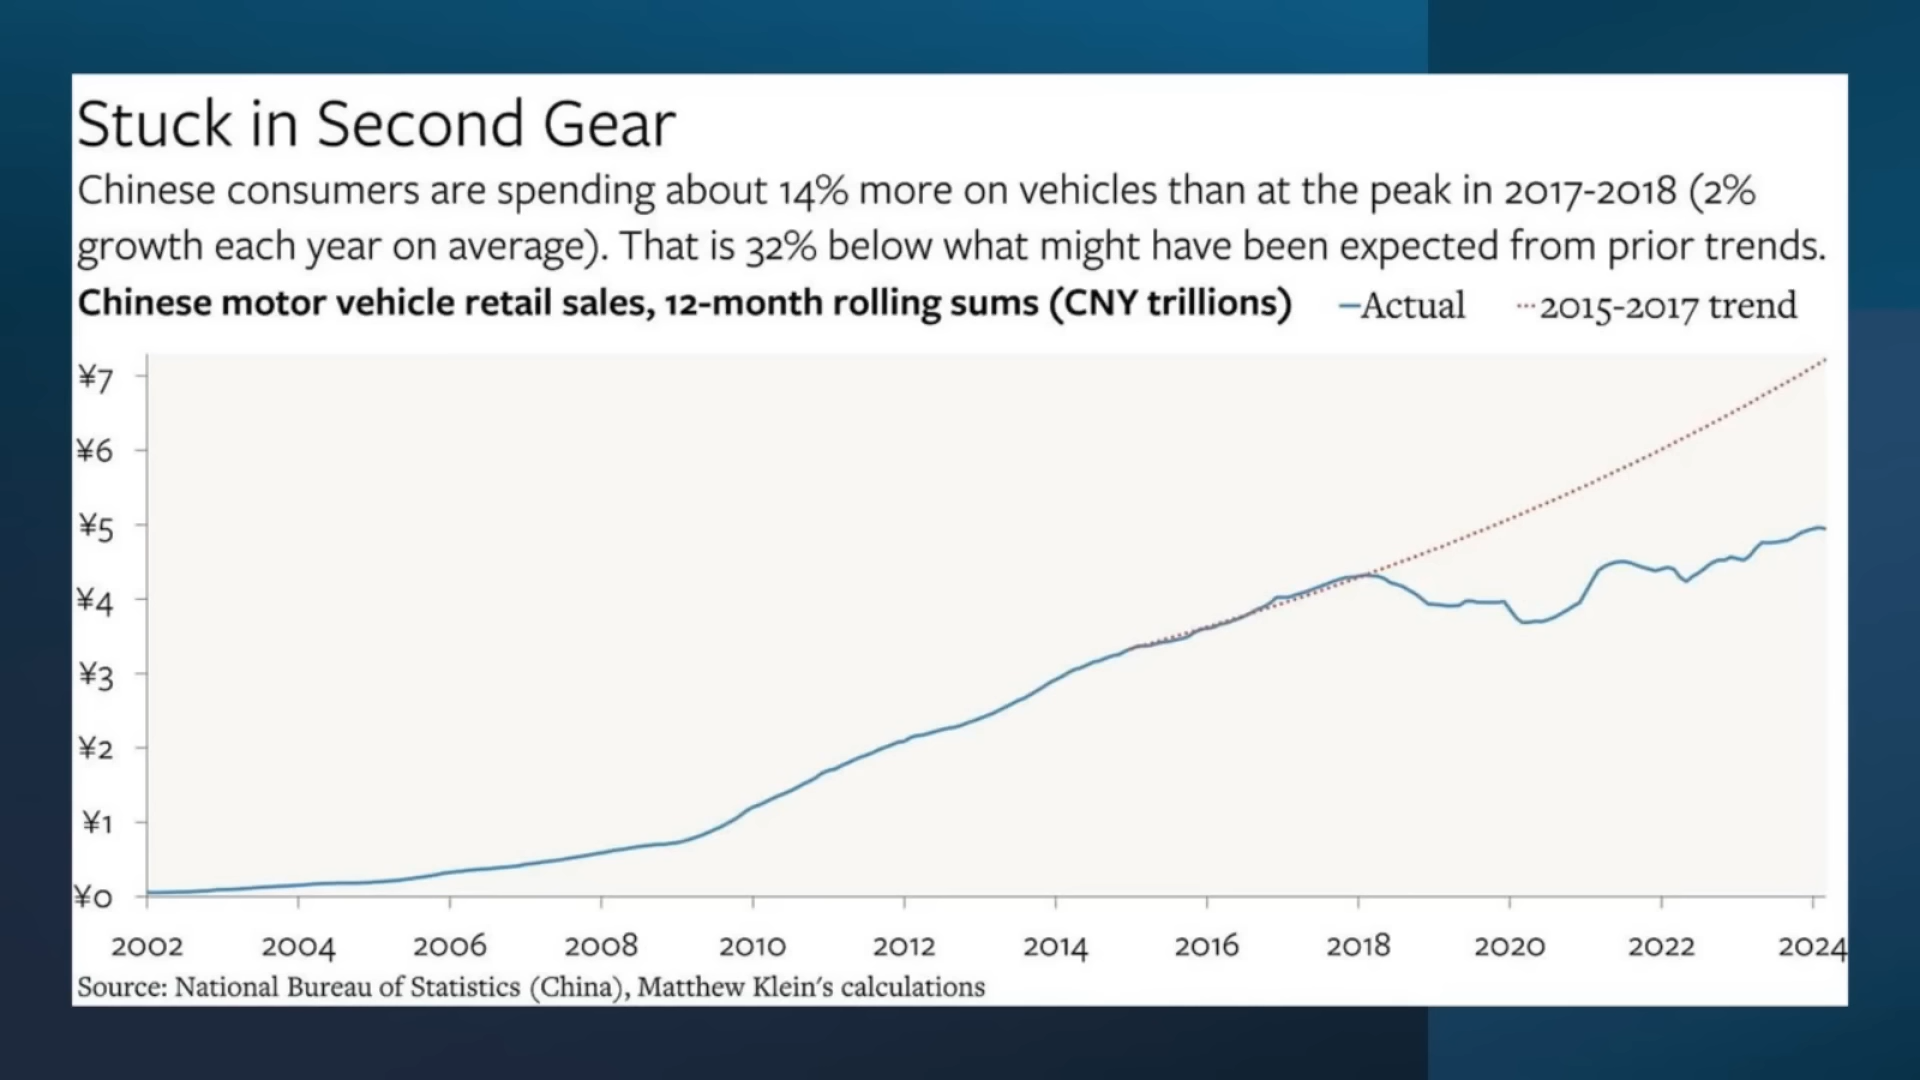 Stuck in Second Gear
Chinese consumers are spending about 14% more on vehicles than at the peak in 2017-2018 (2%
growth each year on average). That is 32% below what might have been expected from prior trends.
Chinese motor vehicle retail sales, 12-month rolling sums (CNY trillions) Actual 2015-2017 trend
¥7
¥6
¥5
¥4
¥3
¥2
¥1
¥0
2002 2004 2006 2008 2010 2012 2014 2016 2018 2020 2022 2024
Source: National Bureau of Statistics (China), Matthew Klein's calculations